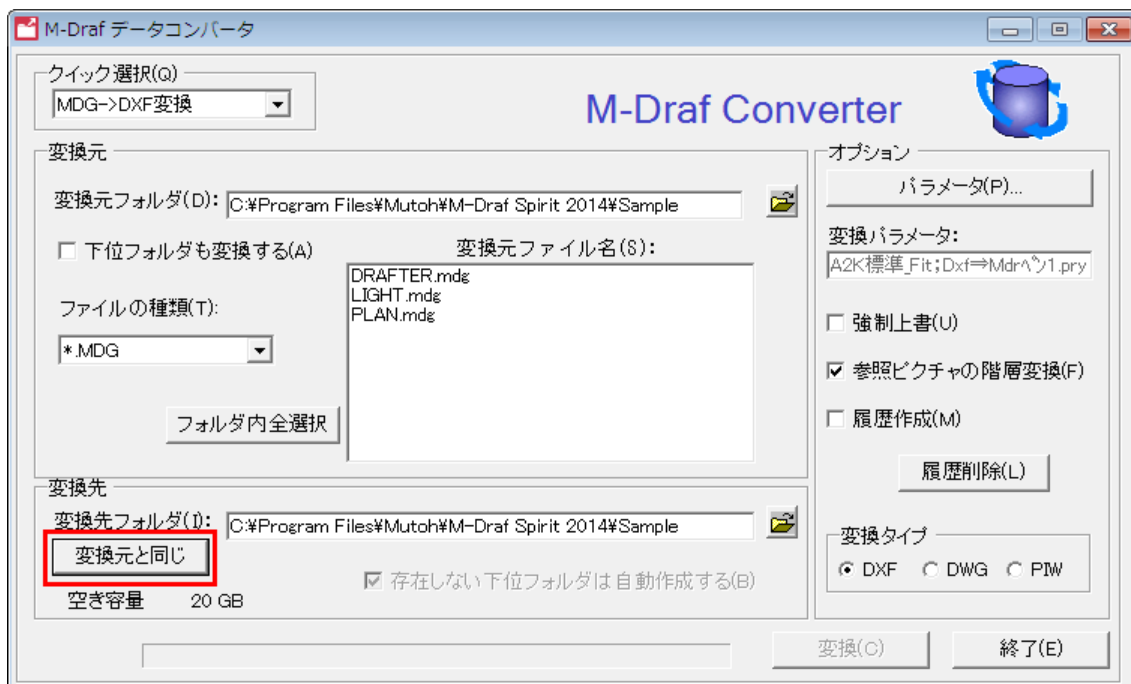 M-Draf データコンバータ
クイック選択(Q)
MDG->DXF変換
M-Draf Converter
変換元
変換元フォルダ(D):
C:¥Program Files¥Mutoh¥M-Draf Spirit 2014¥Sample
下位フォルダも変換する(A)
変換元ファイル名(S):
DRAFTER.mdg
LIGHT.mdg
PLAN.mdg
ファイルの種類(T):
*.MDG
フォルダ内全選択
変換先
変換先フォルダ(I):
C:¥Program Files¥Mutoh¥M-Draf Spirit 2014¥Sample
変換元と同じ
存在しない下位フォルダは自動作成する(B)
空き容量 20 GB
オプション
パラメータ(P)...
変換パラメータ:
A2K標準_Fit;Dxf⇒Mdrペン1.pry
強制上書(U)
参照ピクチャの階層変換(F)
履歴作成(M)
履歴削除(L)
変換タイプ
DXF DWG PIW
変換(C)
終了(E)